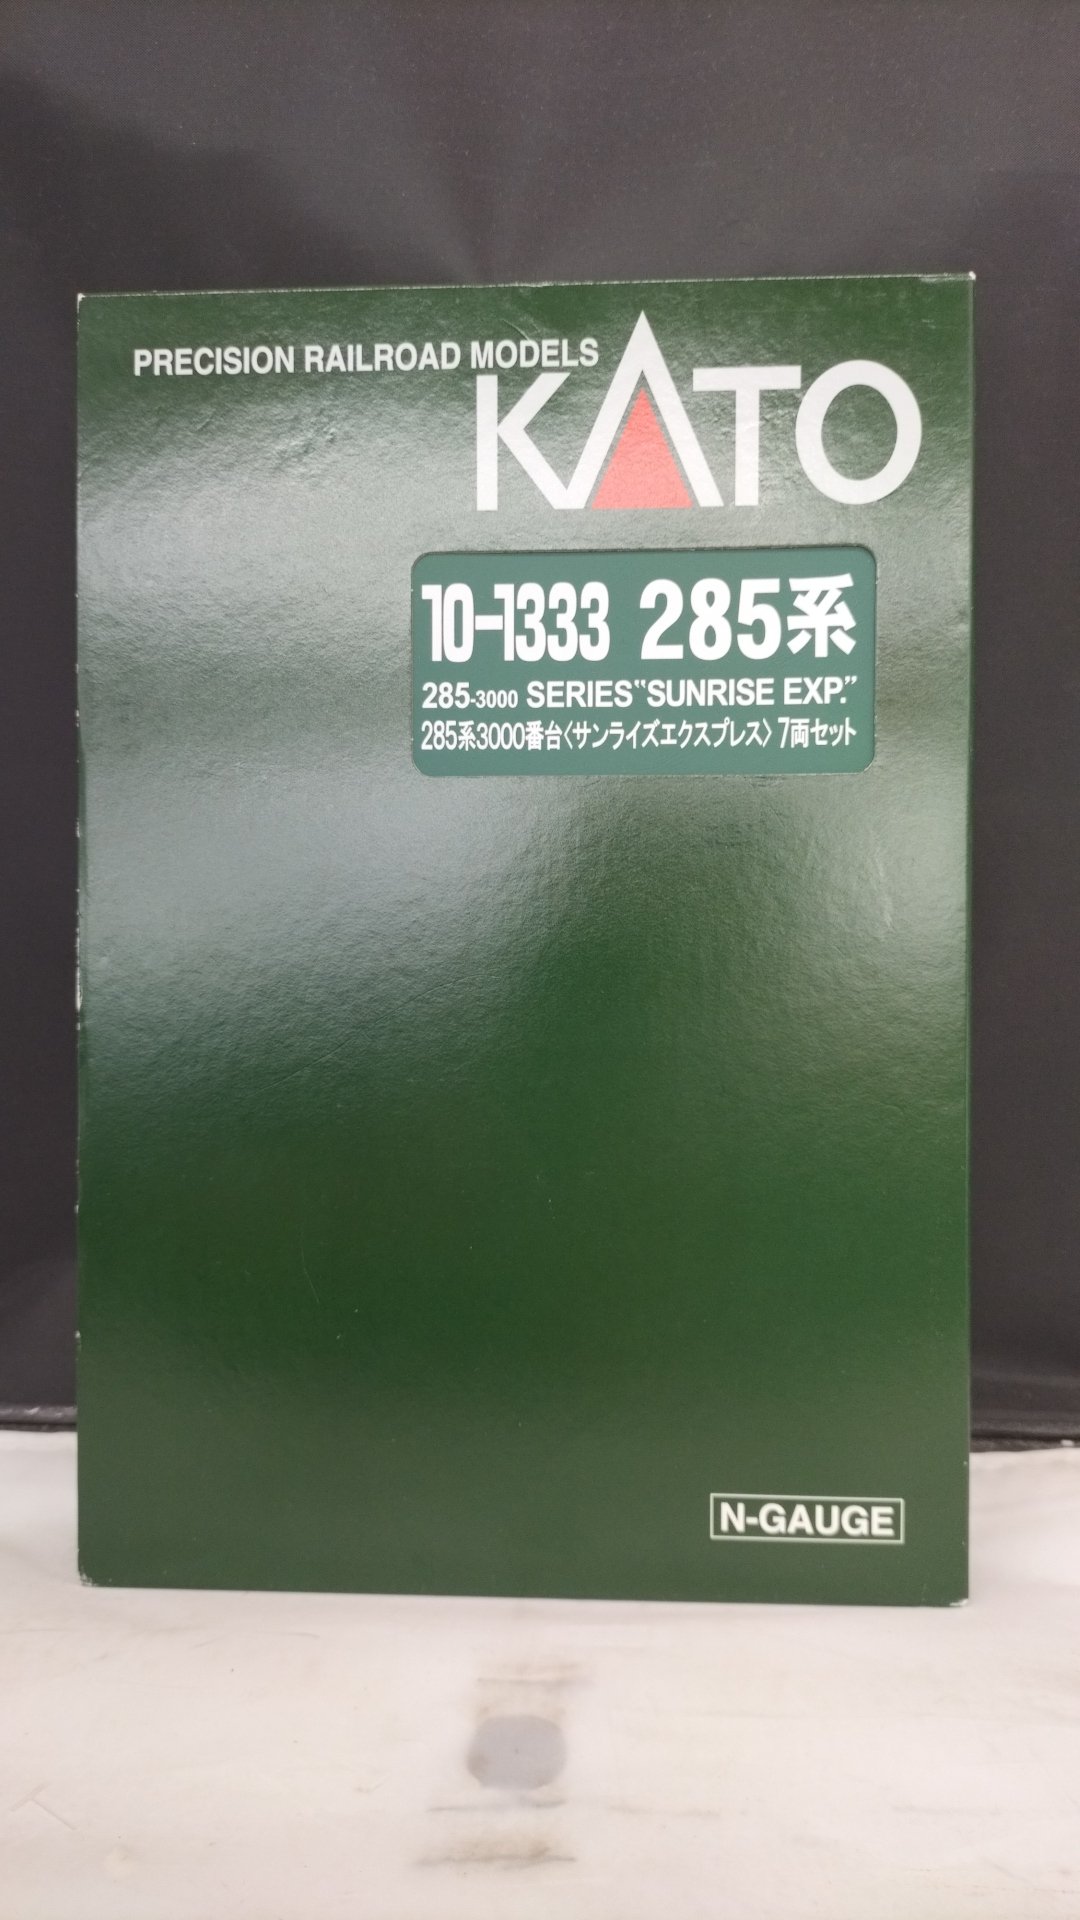 PRECISION RAILROAD MODELS
KATO
10-1333 285系
285-3000 SERIES "SUNRISE EXP."
285系3000番台〈サンライズエクスプレス〉7両セット
N-GAUGE